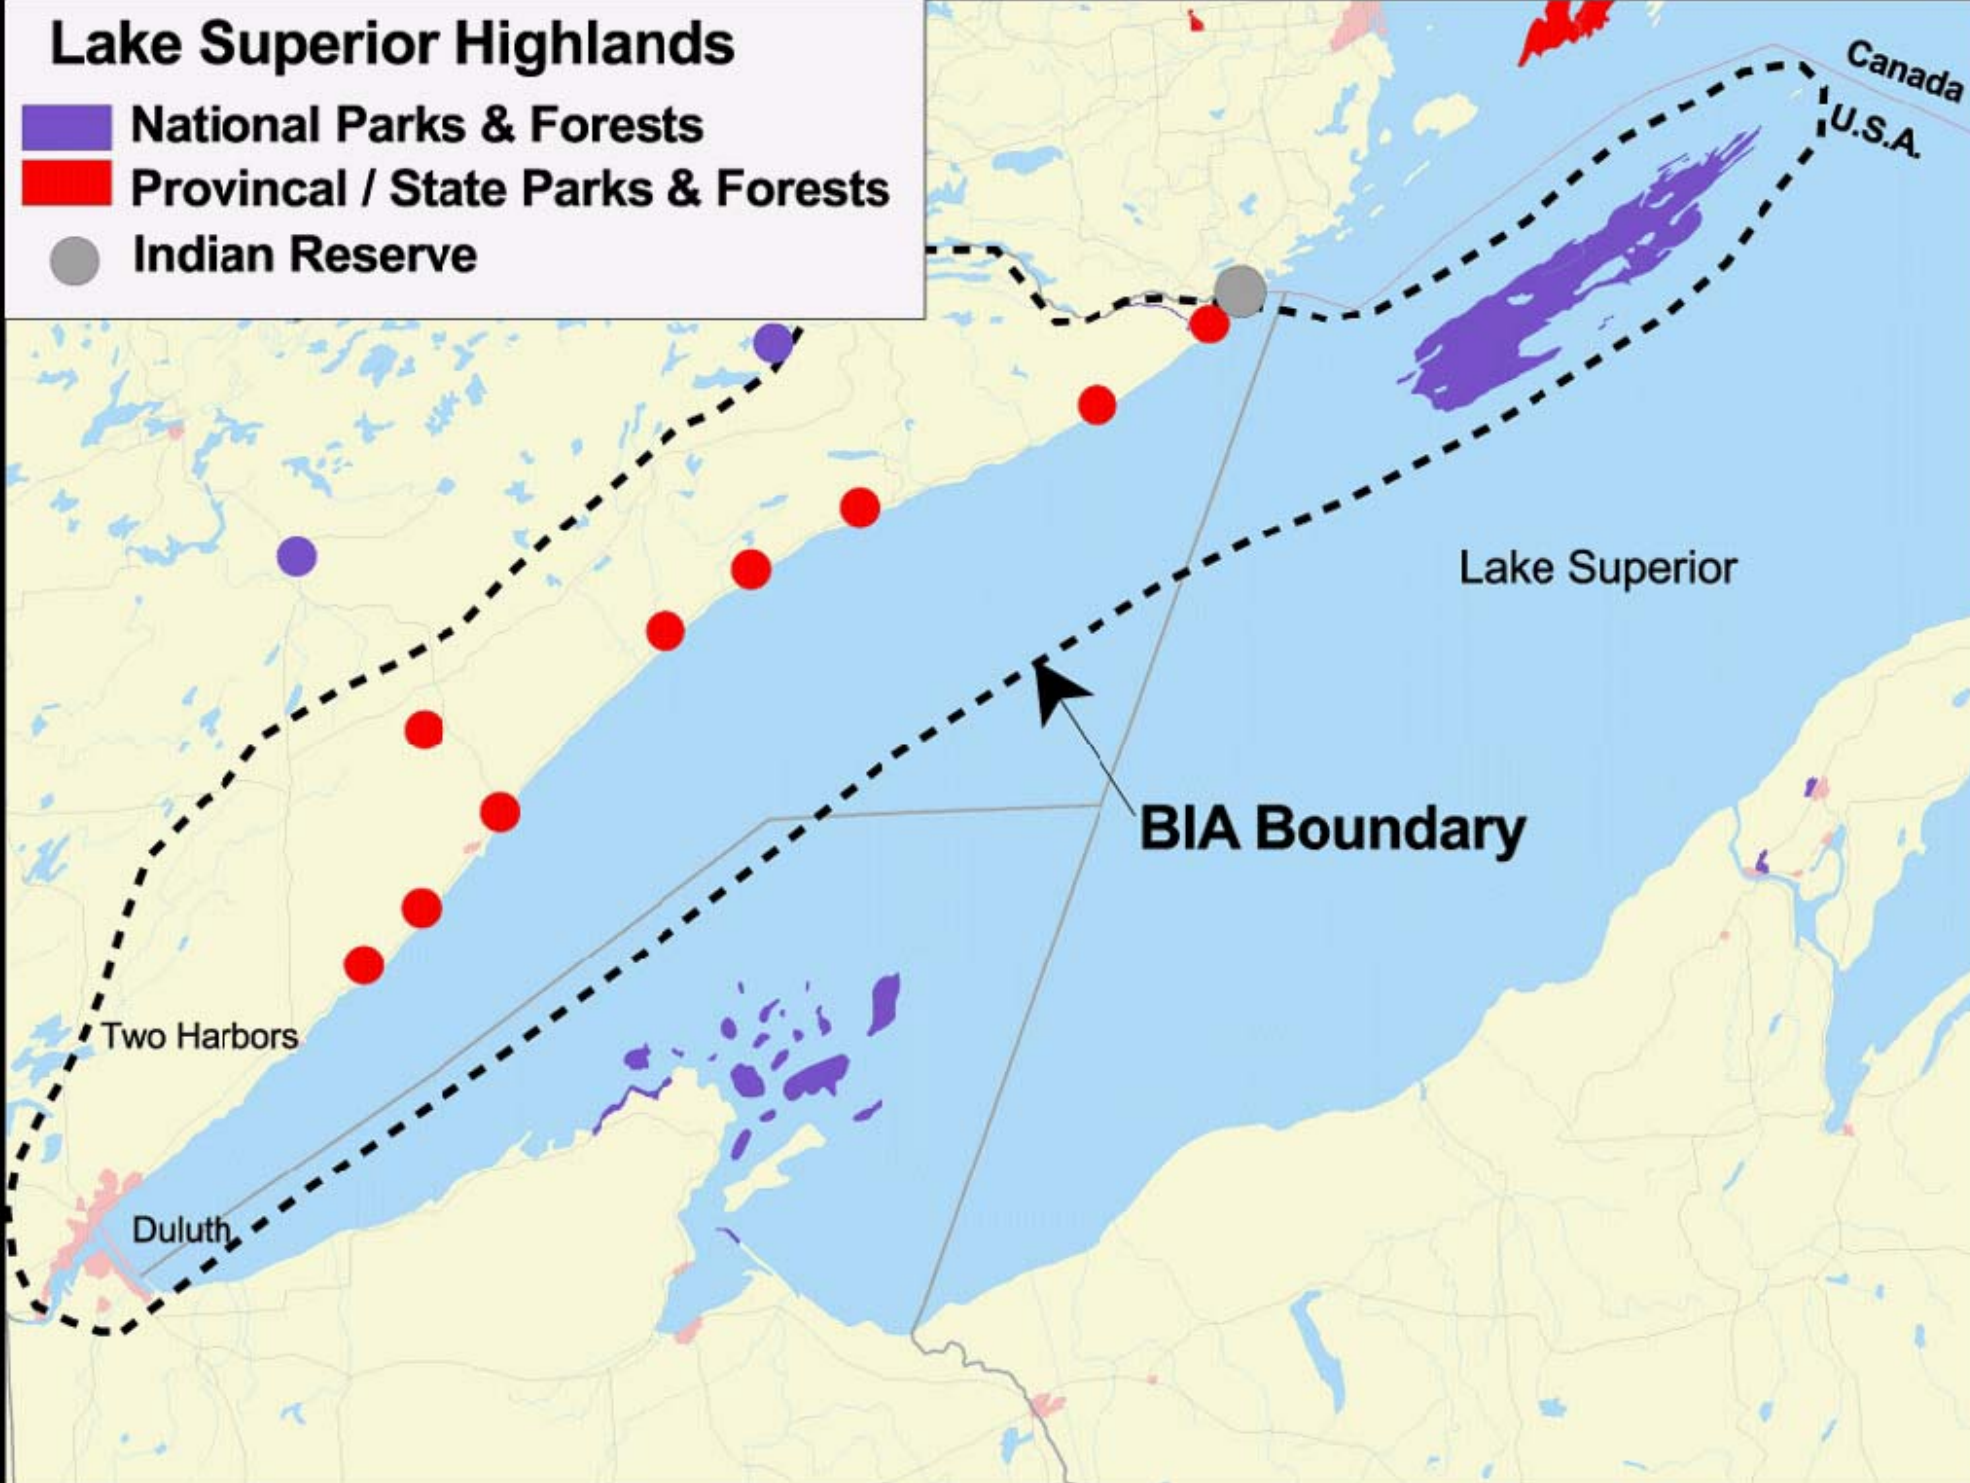 Lake Superior Highlands
National Parks & Forests
Provincal / State Parks & Forests
Indian Reserve
Canada
U.S.A.
Lake Superior
BIA Boundary
Two Harbors
Duluth